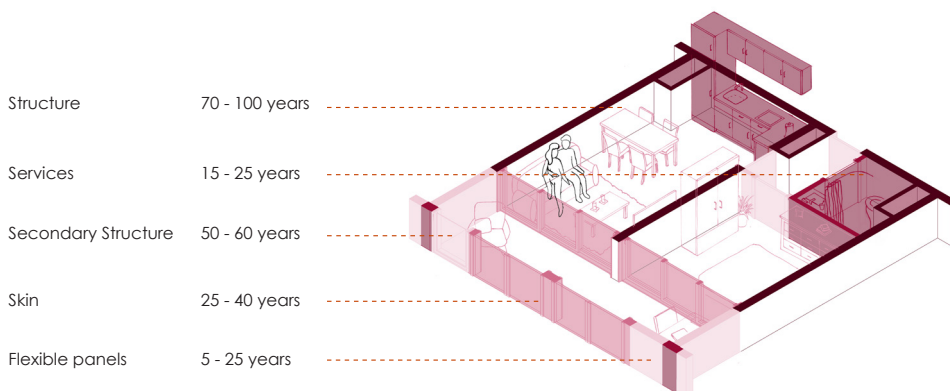 Structure 70 - 100 years
Services 15 - 25 years
Secondary Structure 50 - 60 years
Skin 25 - 40 years
Flexible panels 5 - 25 years